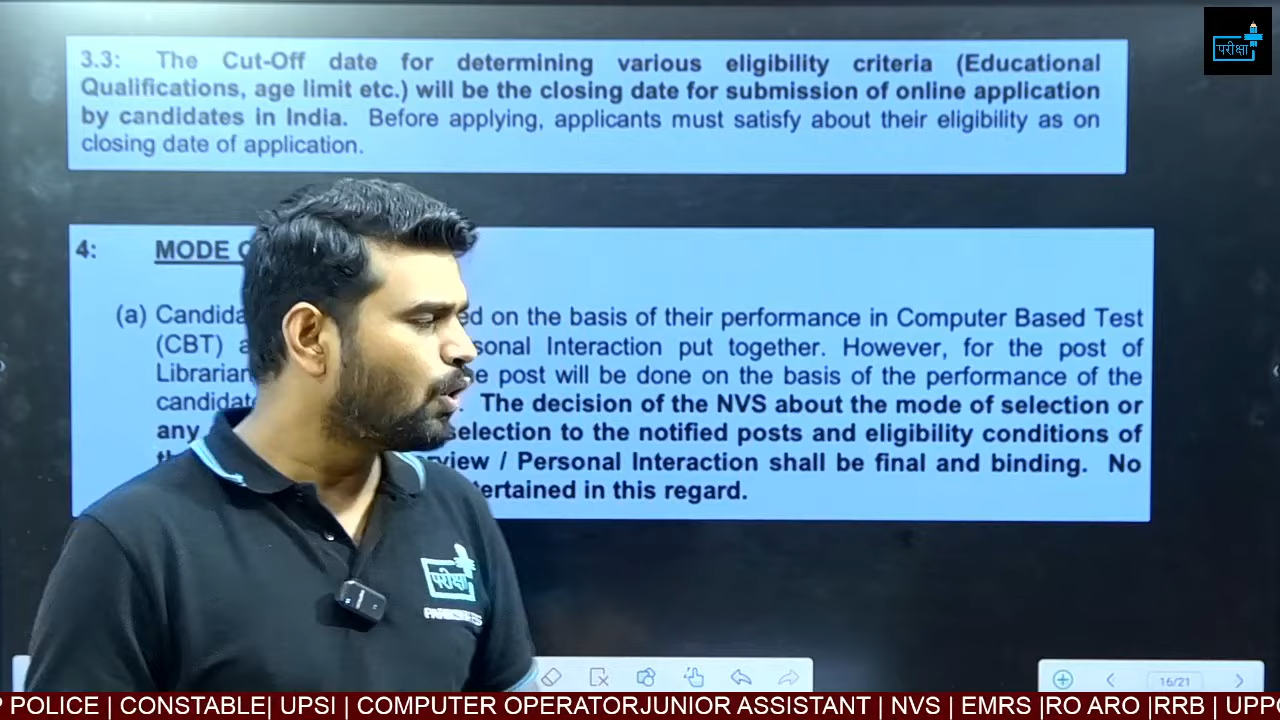 परीक्षा
3.3: The Cut-Off date for determining various eligibility criteria (Educational
Qualifications, age limit etc.) will be the closing date for submission of online application
by candidates in India. Before applying, applicants must satisfy about their eligibility as on
closing date of application.
4: MODE
(a) Candida ed on the basis of their performance in Computer Based Test
(CBT) sonal Interaction put together. However, for the post of
Librarian e post will be done on the basis of the performance of the
candidat The decision of the NVS about the mode of selection or
any selection to the notified posts and eligibility conditions of
rview / Personal Interaction shall be final and binding. No
tertained in this regard.
परीक्षा
16/21
P POLICE | CONSTABLE| UPSI | COMPUTER OPERATORJUNIOR ASSISTANT | NVS | EMRS |RO ARO |RRB | UPP